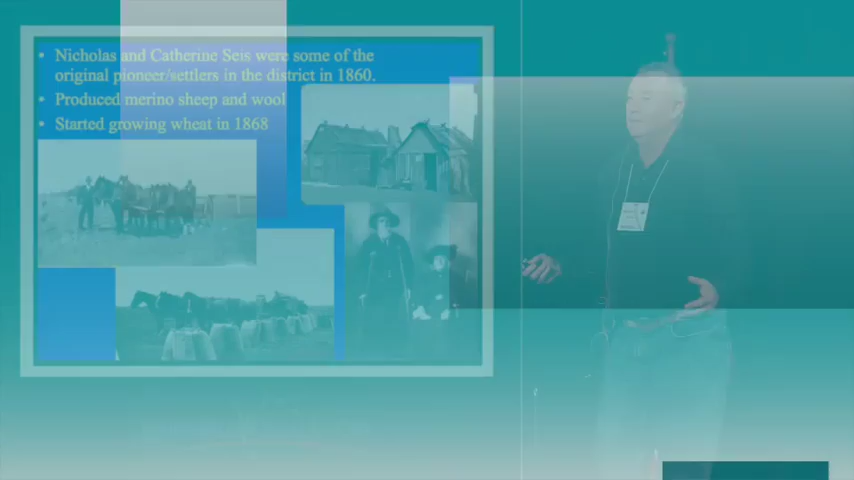 • Nicholas and Catherine Seis were some of the
original pioneer/settlers in the district in 1860.
• Produced merino sheep and wool
• Started growing wheat in 1868